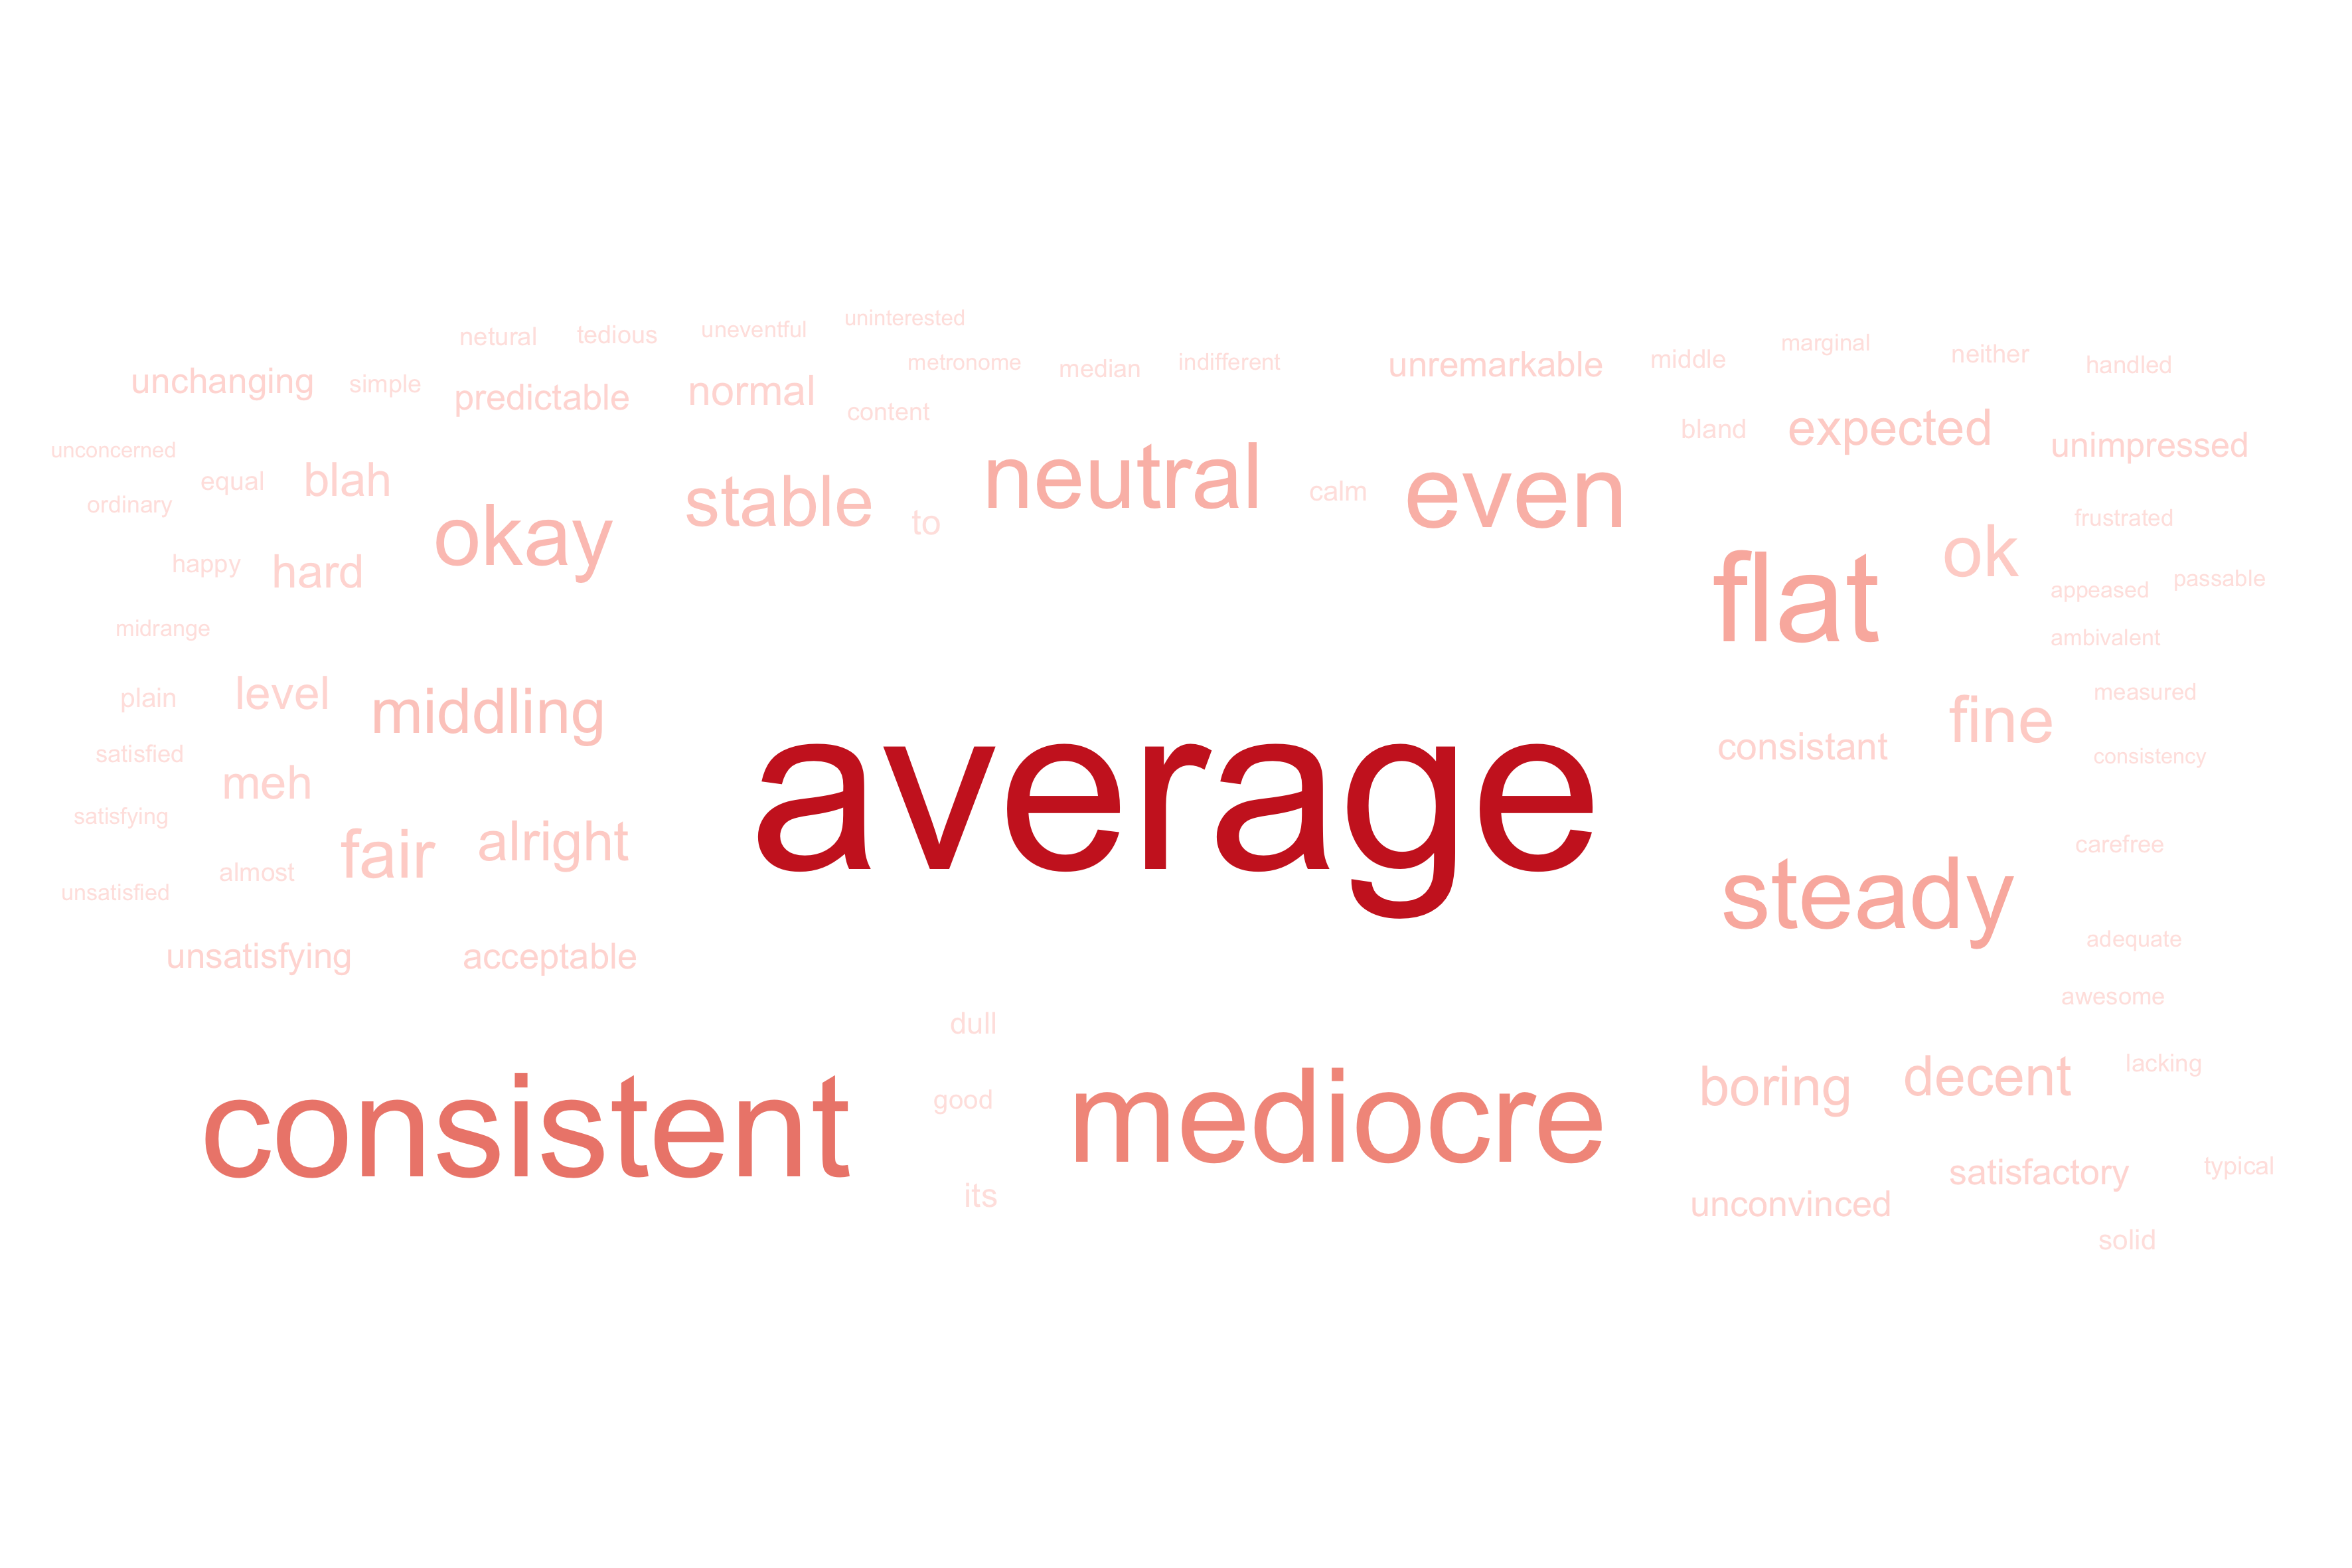 uninterested
uneventful
tedious
netural
marginal
neither
middle
metronome
indifferent
median
unremarkable
handled
unchanging
simple
predictable
normal
content
bland
expected
unimpressed
unconcerned
equal
blah
ordinary
okay
stable
to
neutral
calm
even
frustrated
happy
hard
flat
ok
appeased
passable
midrange
ambivalent
plain
level
middling
measured
satisfied
meh
average
consistant
fine
consistency
satisfying
almost
fair
alright
carefree
unsatisfied
steady
adequate
unsatisfying
acceptable
awesome
dull
consistent
good
mediocre
boring
decent
lacking
its
unconvinced
satisfactory
typical
solid